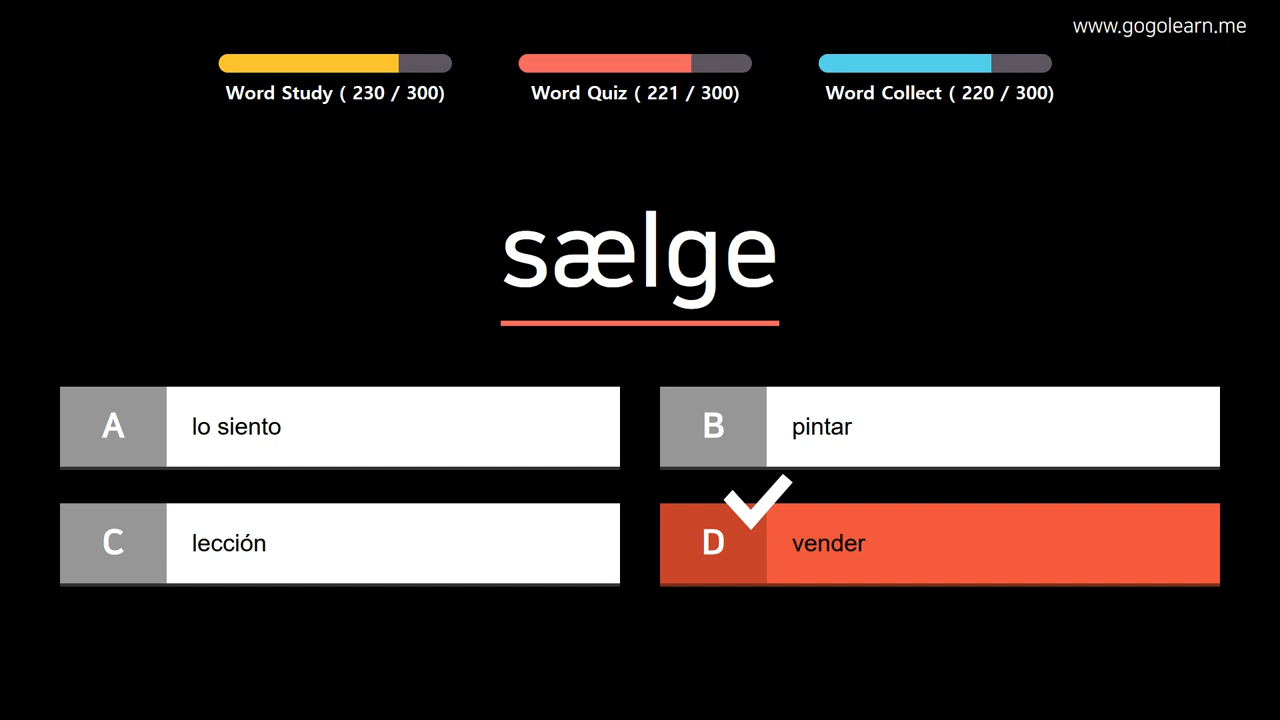 www.gogolearn.me
Word Study ( 230 / 300)
Word Quiz ( 221 / 300)
Word Collect ( 220 / 300)
sælge
A
lo siento
B
pintar
C
lección
D
vender